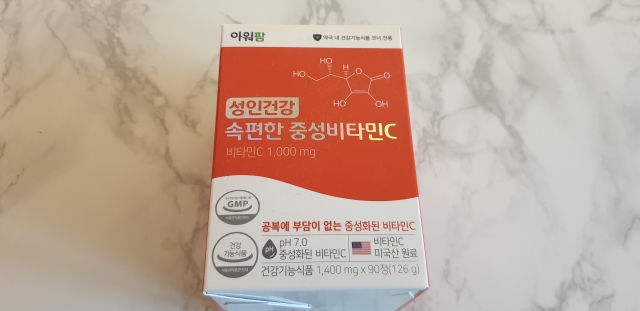 아워팜
약국 내 건강기능식품 코너 전용
HO
HO
H
O
O
HO
OH
성인건강
속편한 중성비타민C
비타민C 1,000 mg
GMP
공복에 부담이 없는 중성화된 비타민C
건강
기능식품
pH
pH 7.0
중성화된 비타민C
비타민C
미국산 원료
건강기능식품 1,400 mg x 90정(126 g)